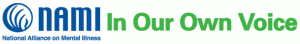 NAMI In Our Own Voice
National Alliance on Mental Illness